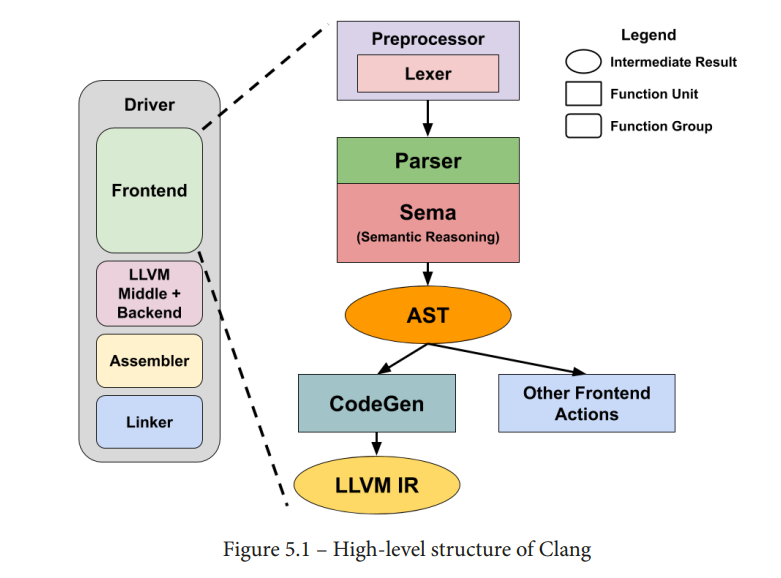 Driver
Frontend
LLVM
Middle +
Backend
Assembler
Linker
Preprocessor
Lexer
Parser
Sema
(Semantic Reasoning)
AST
CodeGen
Other Frontend
Actions
LLVM IR
Legend
Intermediate Result
Function Unit
Function Group
Figure 5.1 – High-level structure of Clang